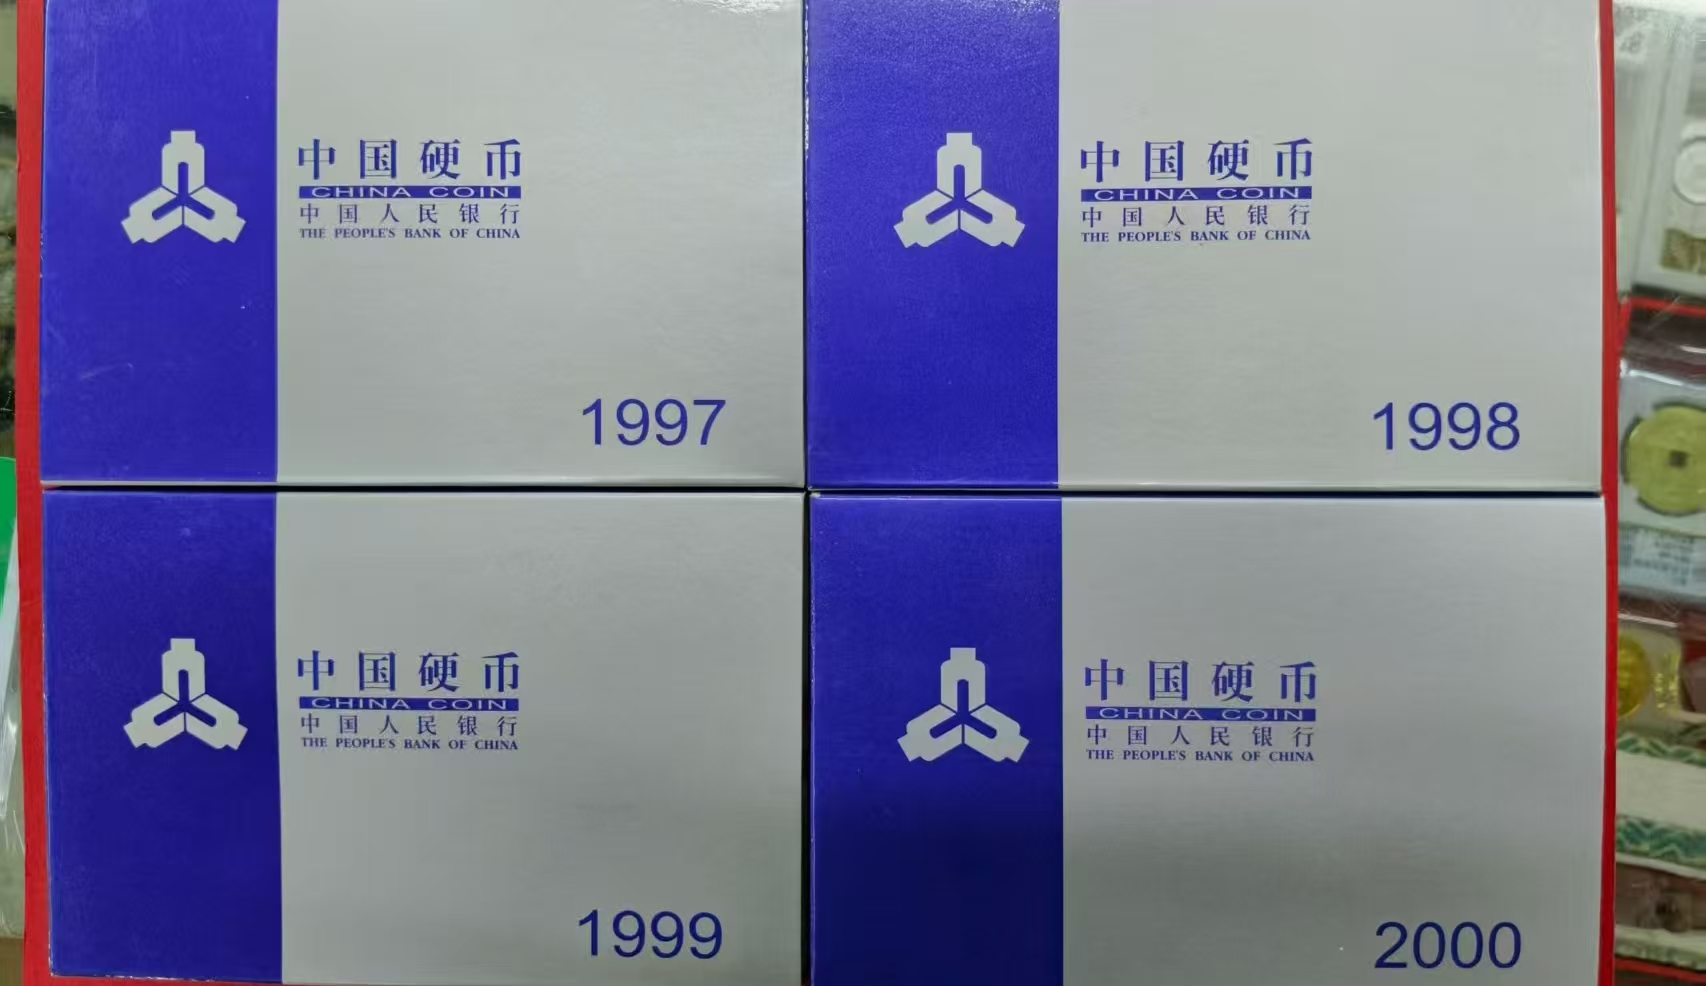 中国硬币
CHINA COIN
中国人民银行
THE PEOPLE'S BANK OF CHINA
1997
中国硬币
CHINA COIN
中国人民银行
THE PEOPLE'S BANK OF CHINA
1998
中国硬币
CHINA COIN
中国人民银行
THE PEOPLE'S BANK OF CHINA
1999
中国硬币
CHINA COIN
中国人民银行
THE PEOPLE'S BANK OF CHINA
2000